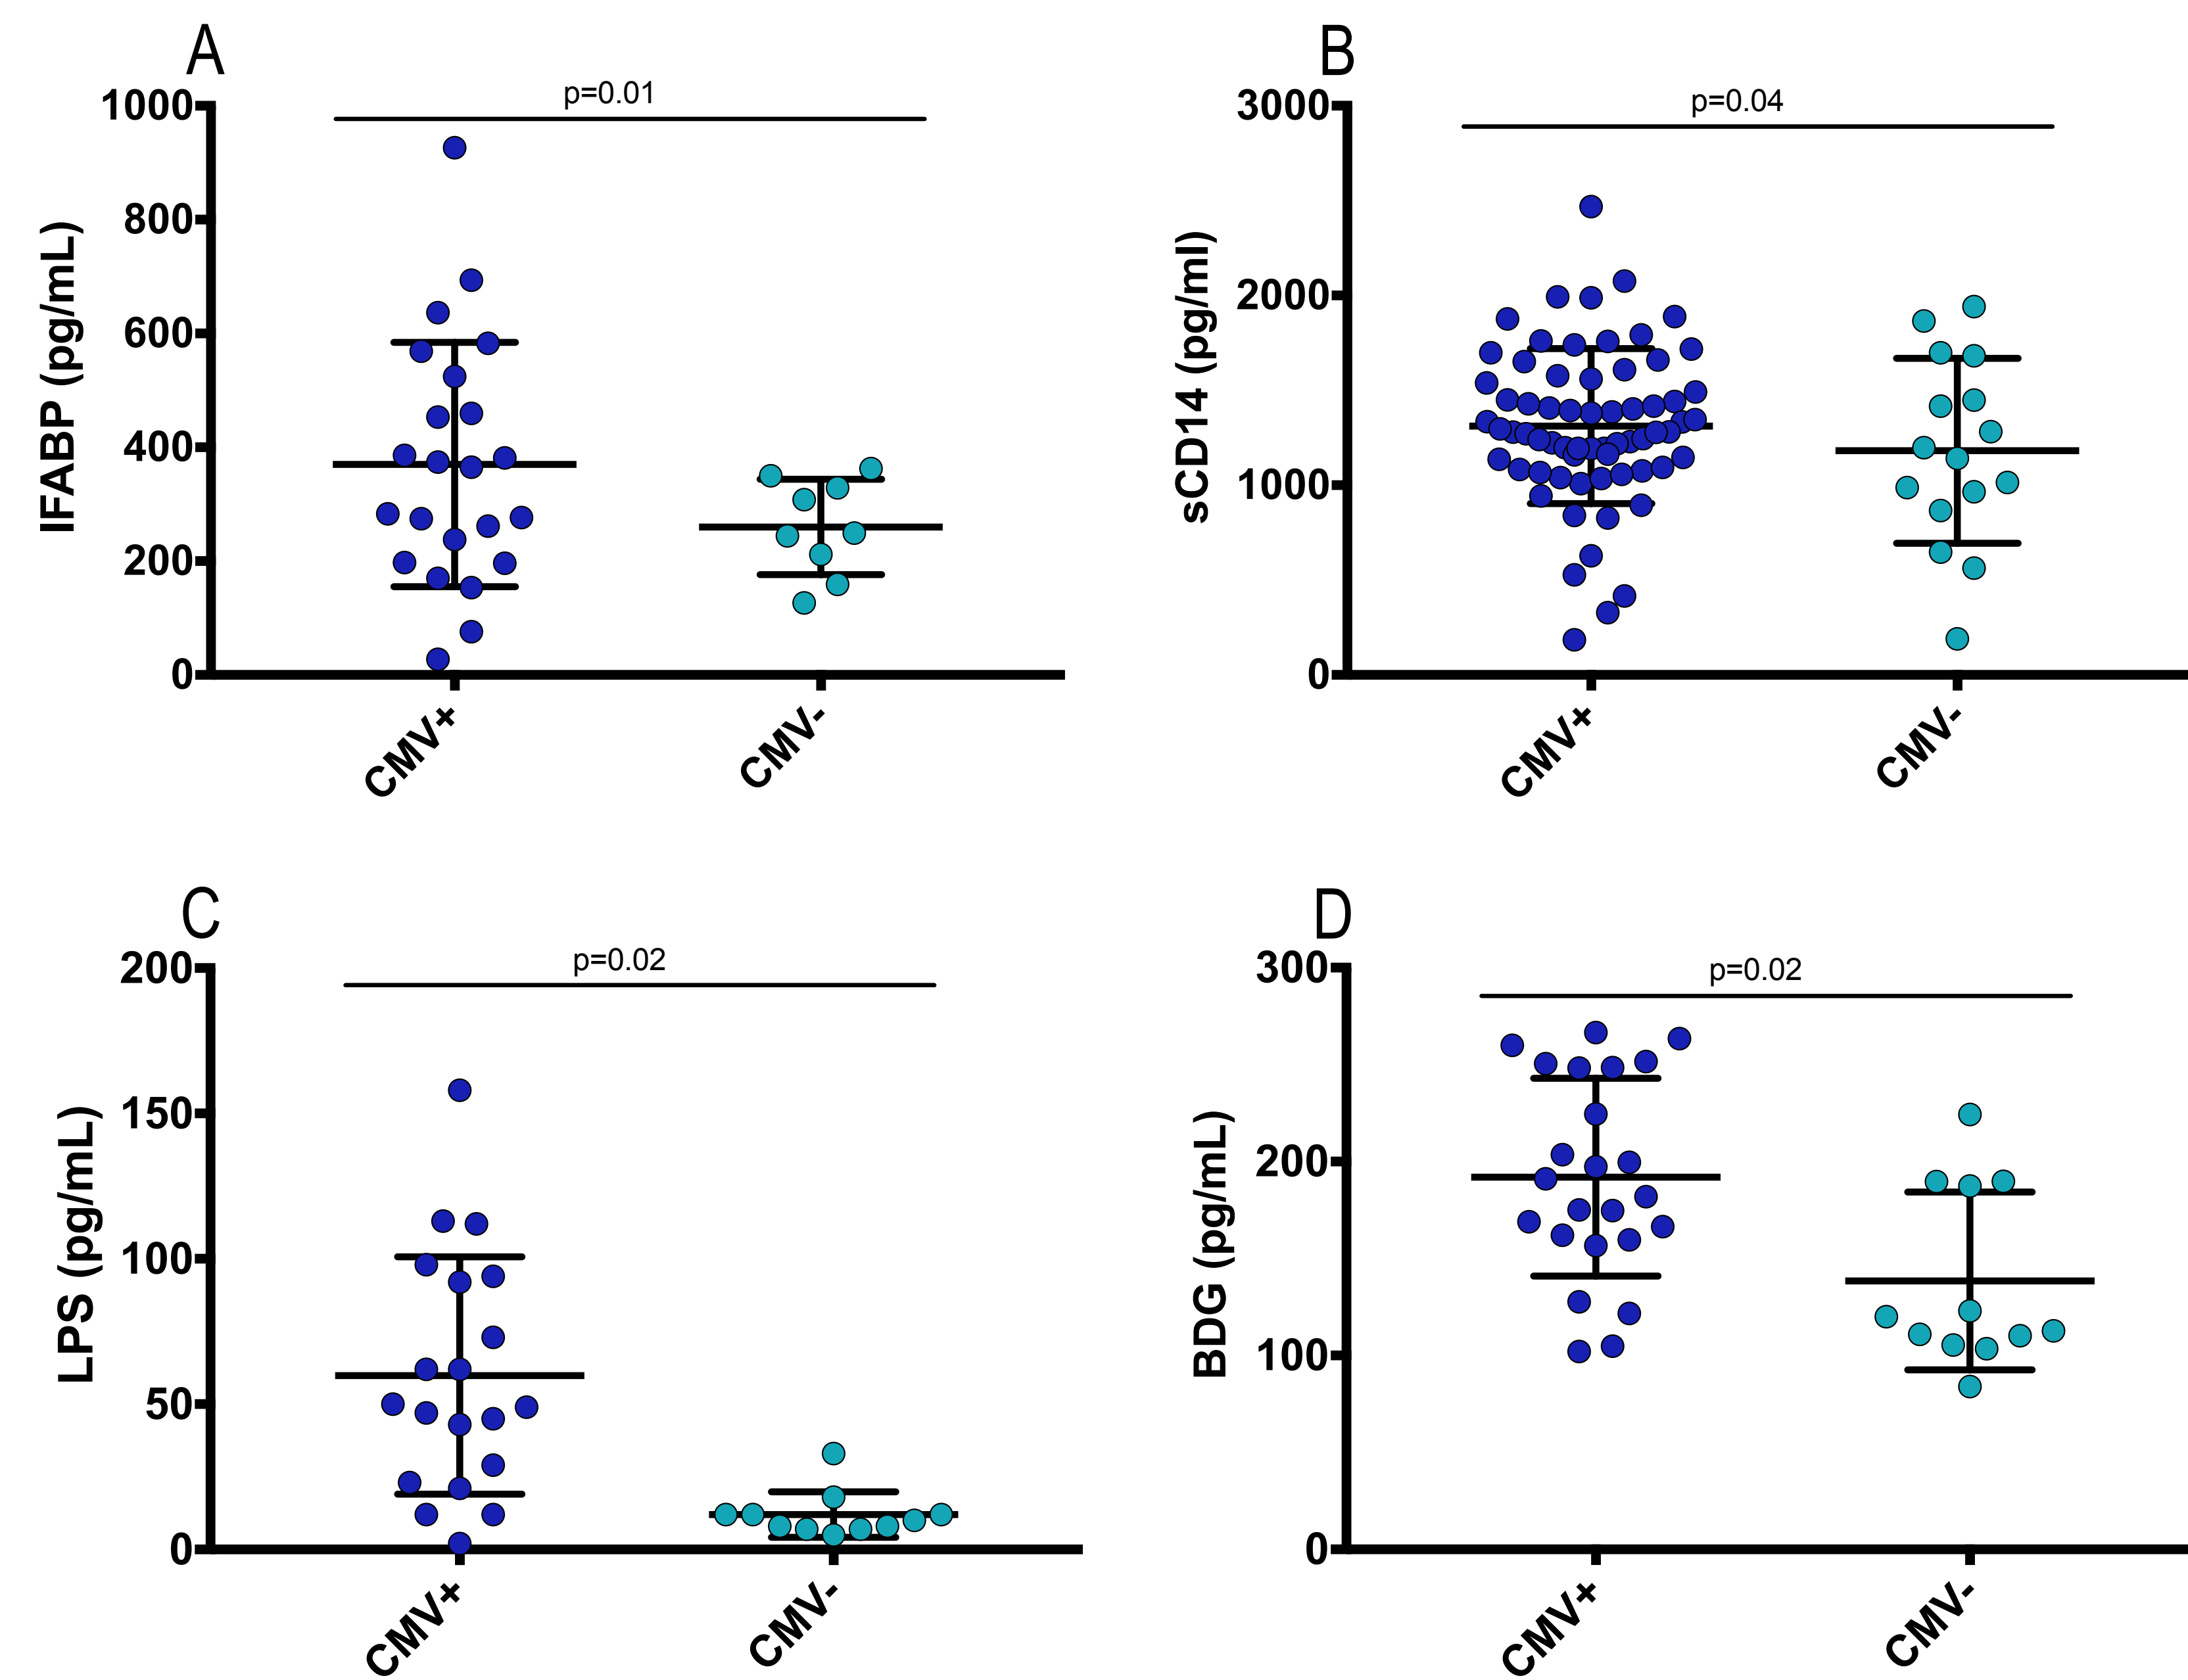 A
p=0.01
IFABP (pg/mL)
1000
800
600
400
200
0
CMV+
CMV-
B
p=0.04
sCD14 (pg/ml)
3000
2000
1000
0
CMV+
CMV-
C
p=0.02
LPS (pg/mL)
200
150
100
50
0
CMV+
CMV-
D
p=0.02
BDG (pg/mL)
300
200
100
0
CMV+
CMV-